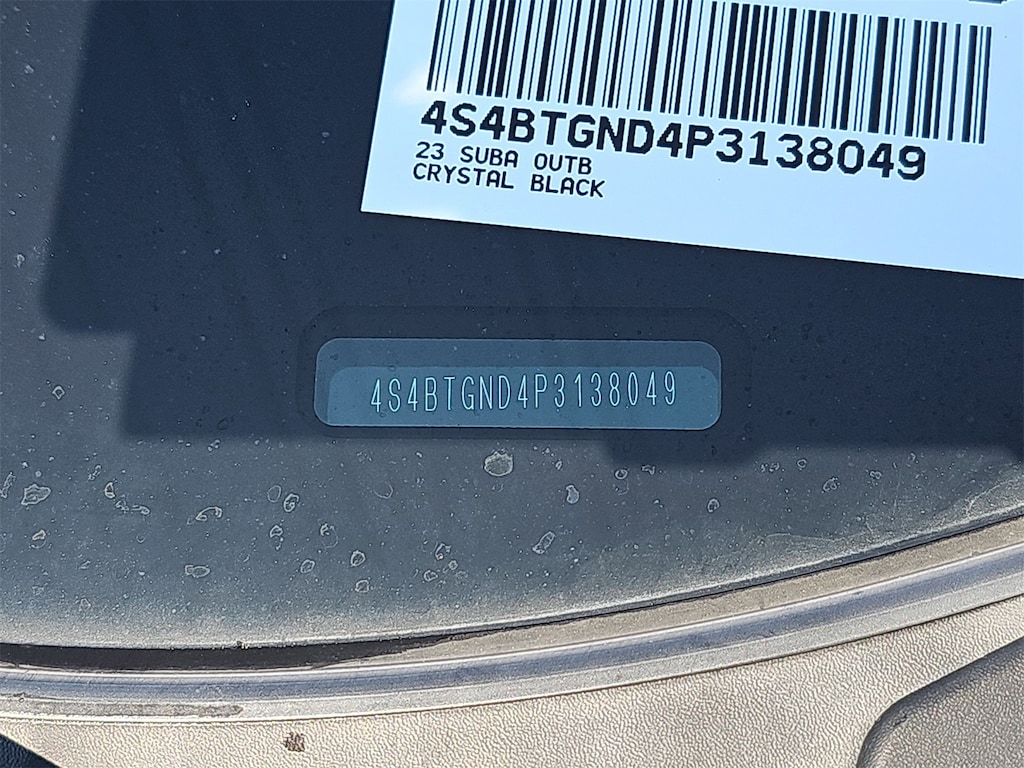 4S4BTGND4P3138049
23 SUBA OUTB
CRYSTAL BLACK
4S4BTGND4P3138049